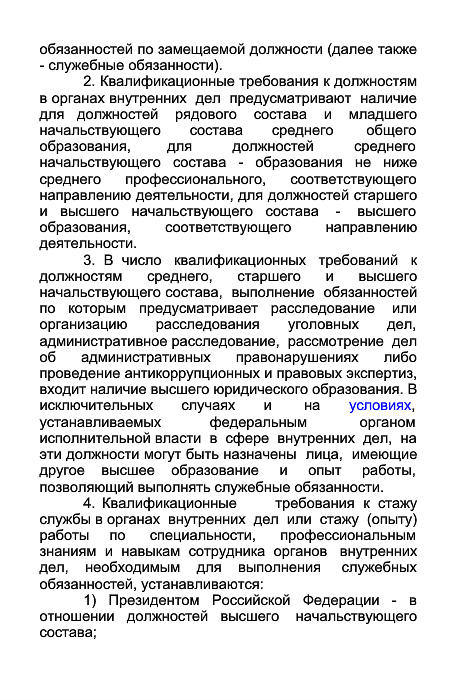 обязанностей по замещаемой должности (далее также
- служебные обязанности).
2. Квалификационные требования к должностям
в органах внутренних дел предусматривают наличие
для должностей рядового состава и младшего
начальствующего состава среднего общего
образования, для должностей среднего
начальствующего состава - образования не ниже
среднего профессионального, соответствующего
направлению деятельности, для должностей старшего
и высшего начальствующего состава - высшего
образования, соответствующего направлению
деятельности.
3. В число квалификационных требований к
должностям среднего, старшего и высшего
начальствующего состава, выполнение обязанностей
по которым предусматривает расследование или
организацию расследования уголовных дел,
административное расследование, рассмотрение дел
об административных правонарушениях либо
проведение антикоррупционных и правовых экспертиз,
входит наличие высшего юридического образования. В
исключительных случаях и на условиях,
устанавливаемых федеральным органом
исполнительной власти в сфере внутренних дел, на
эти должности могут быть назначены лица, имеющие
другое высшее образование и опыт работы,
позволяющий выполнять служебные обязанности.
4. Квалификационные требования к стажу
службы в органах внутренних дел или стажу (опыту)
работы по специальности, профессиональным
знаниям и навыкам сотрудника органов внутренних
дел, необходимым для выполнения служебных
обязанностей, устанавливаются:
1) Президентом Российской Федерации - в
отношении должностей высшего начальствующего
состава;